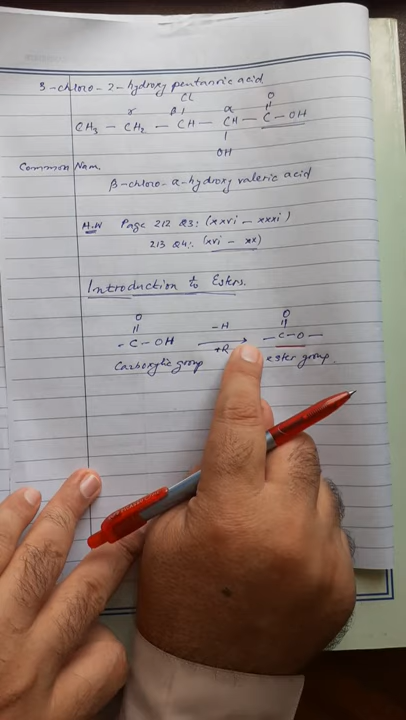 3-chloro-2-hydroxy pentanoic acid
Cl O
γ β | α ||
CH₃ — CH₂ — CH — CH — C — OH
|
OH
Common Nam.
β-chloro-α-hydroxy valeric acid
H.W Page 212 Q3: (xxvi — xxxi)
213 Q4: (xvi — xx)
Introduction to Esters.
O O
|| -H ||
- C - OH → — C — O —
+R
Carboxylic group ester group.